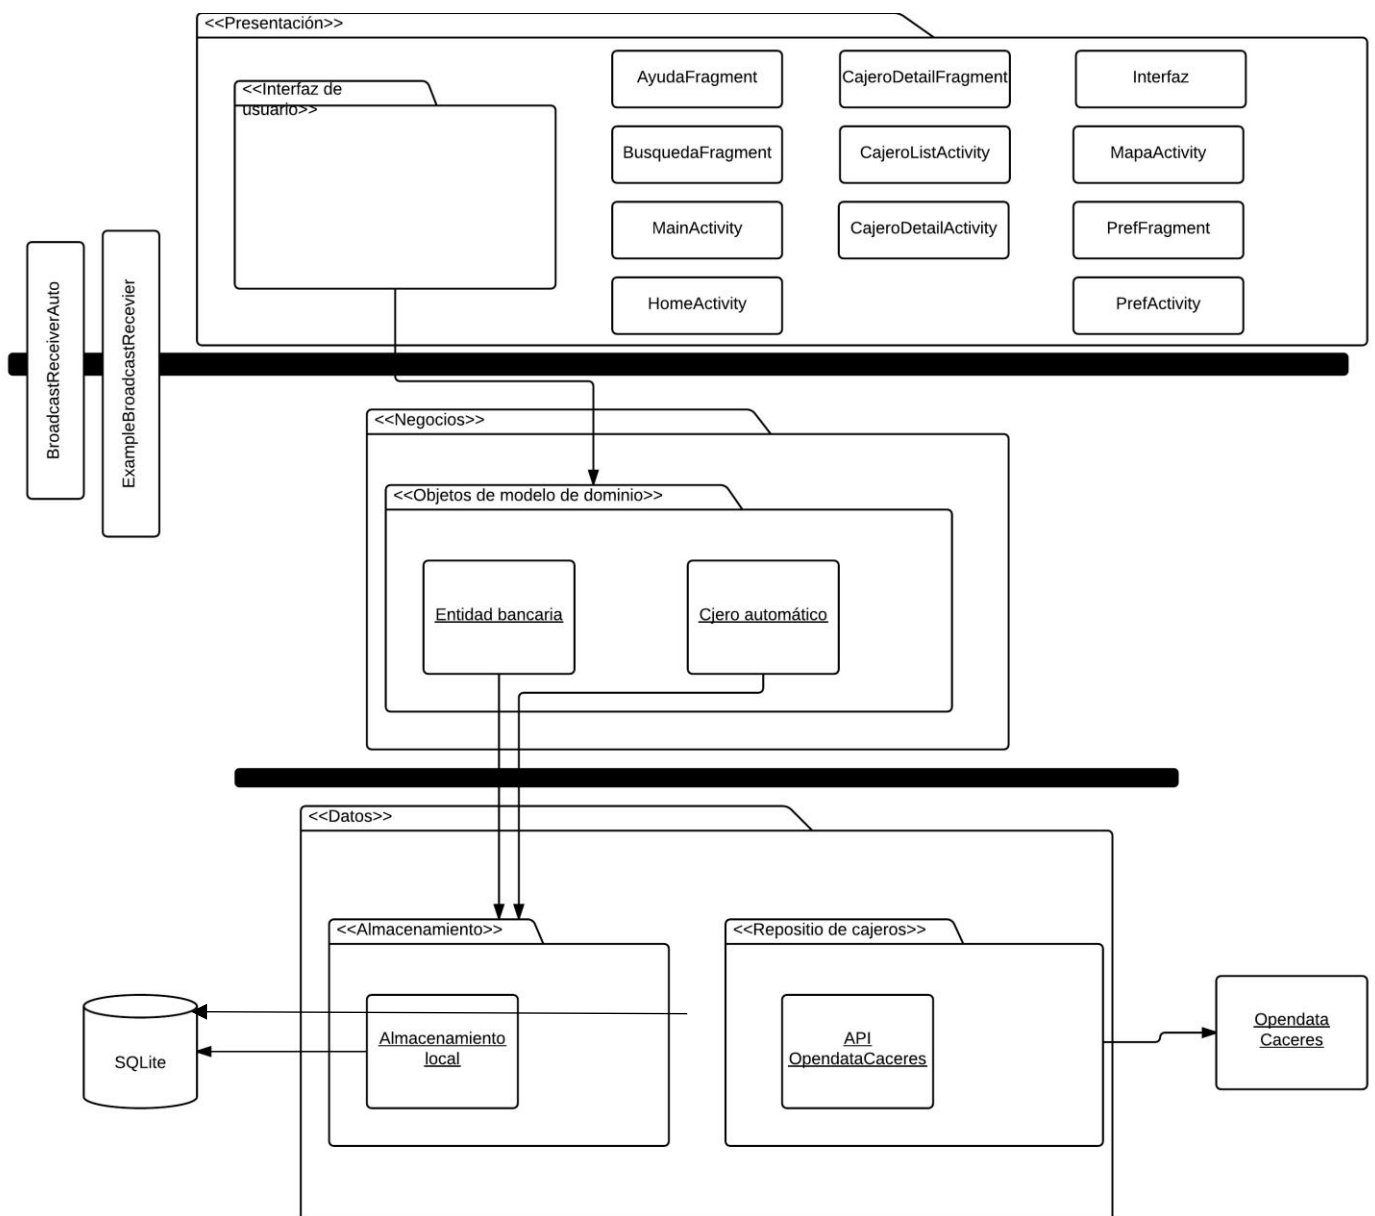 <<Presentación>>
<<Interfaz de
usuario>>
AyudaFragment
CajeroDetailFragment
Interfaz
BusquedaFragment
CajeroListActivity
MapaActivity
MainActivity
CajeroDetailActivity
PrefFragment
HomeActivity
PrefActivity
BroadcastReceiverAuto
ExampleBroadcastRecevier
<<Negocios>>
<<Objetos de modelo de dominio>>
Entidad bancaria
Cjero automático
<<Datos>>
<<Almacenamiento>>
<<Repositio de cajeros>>
SQLite
Almacenamiento
local
API
OpendataCaceres
Opendata
Caceres